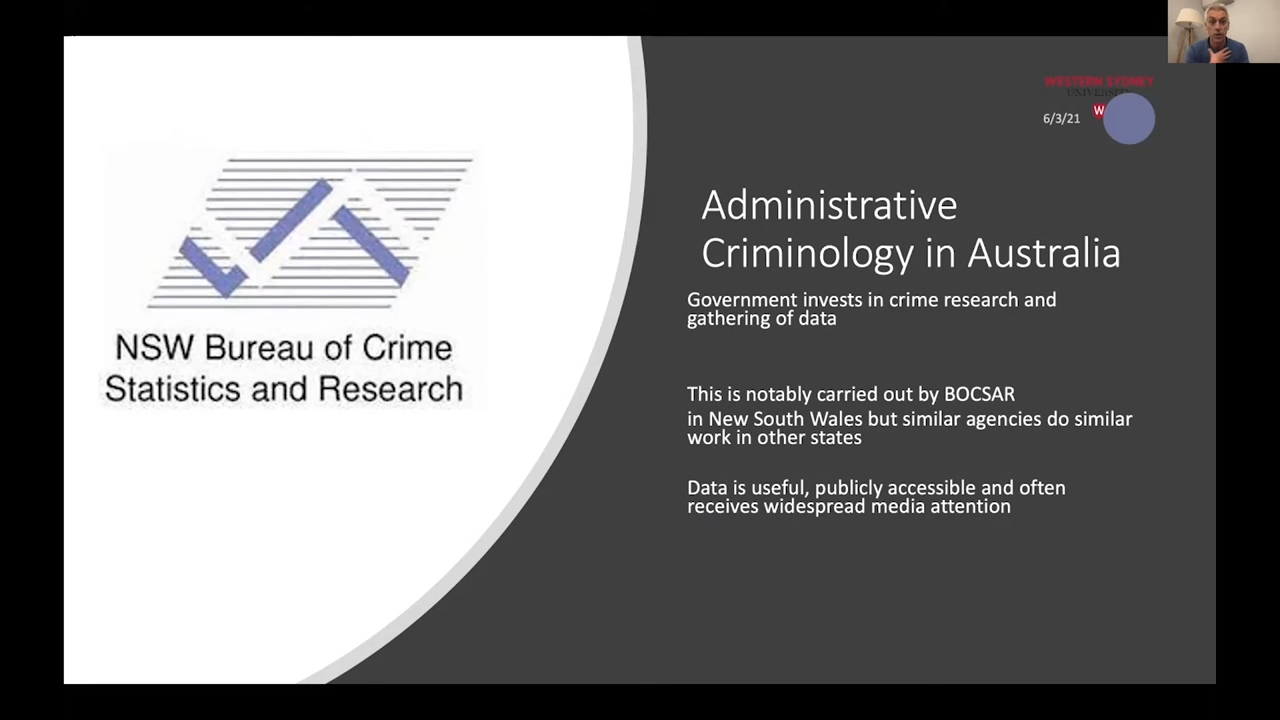 WESTERN SYDNEY
UNIVERSITY
W
6/3/21
Administrative
Criminology in Australia
Government invests in crime research and
gathering of data
This is notably carried out by BOCSAR
in New South Wales but similar agencies do similar
work in other states
Data is useful, publicly accessible and often
receives widespread media attention
NSW Bureau of Crime
Statistics and Research